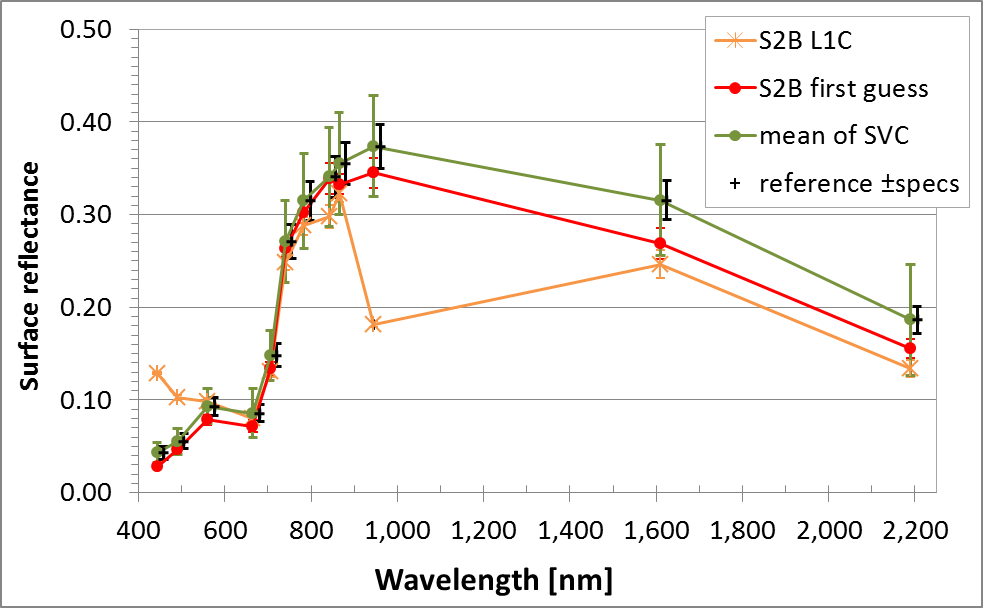 0.50
0.40
0.30
0.20
0.10
0.00
Surface reflectance
S2B L1C
S2B first guess
mean of SVC
reference ±specs
400 600 800 1,000 1,200 1,400 1,600 1,800 2,000 2,200
Wavelength [nm]